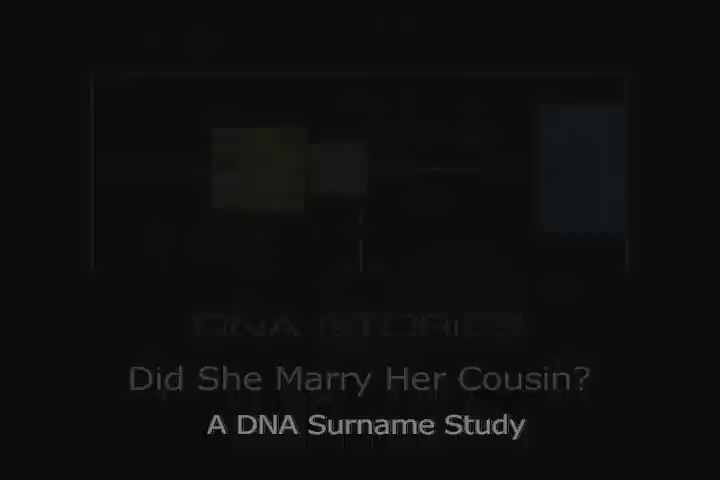 DNA STORIES
Did She Marry Her Cousin?
A DNA Surname Study